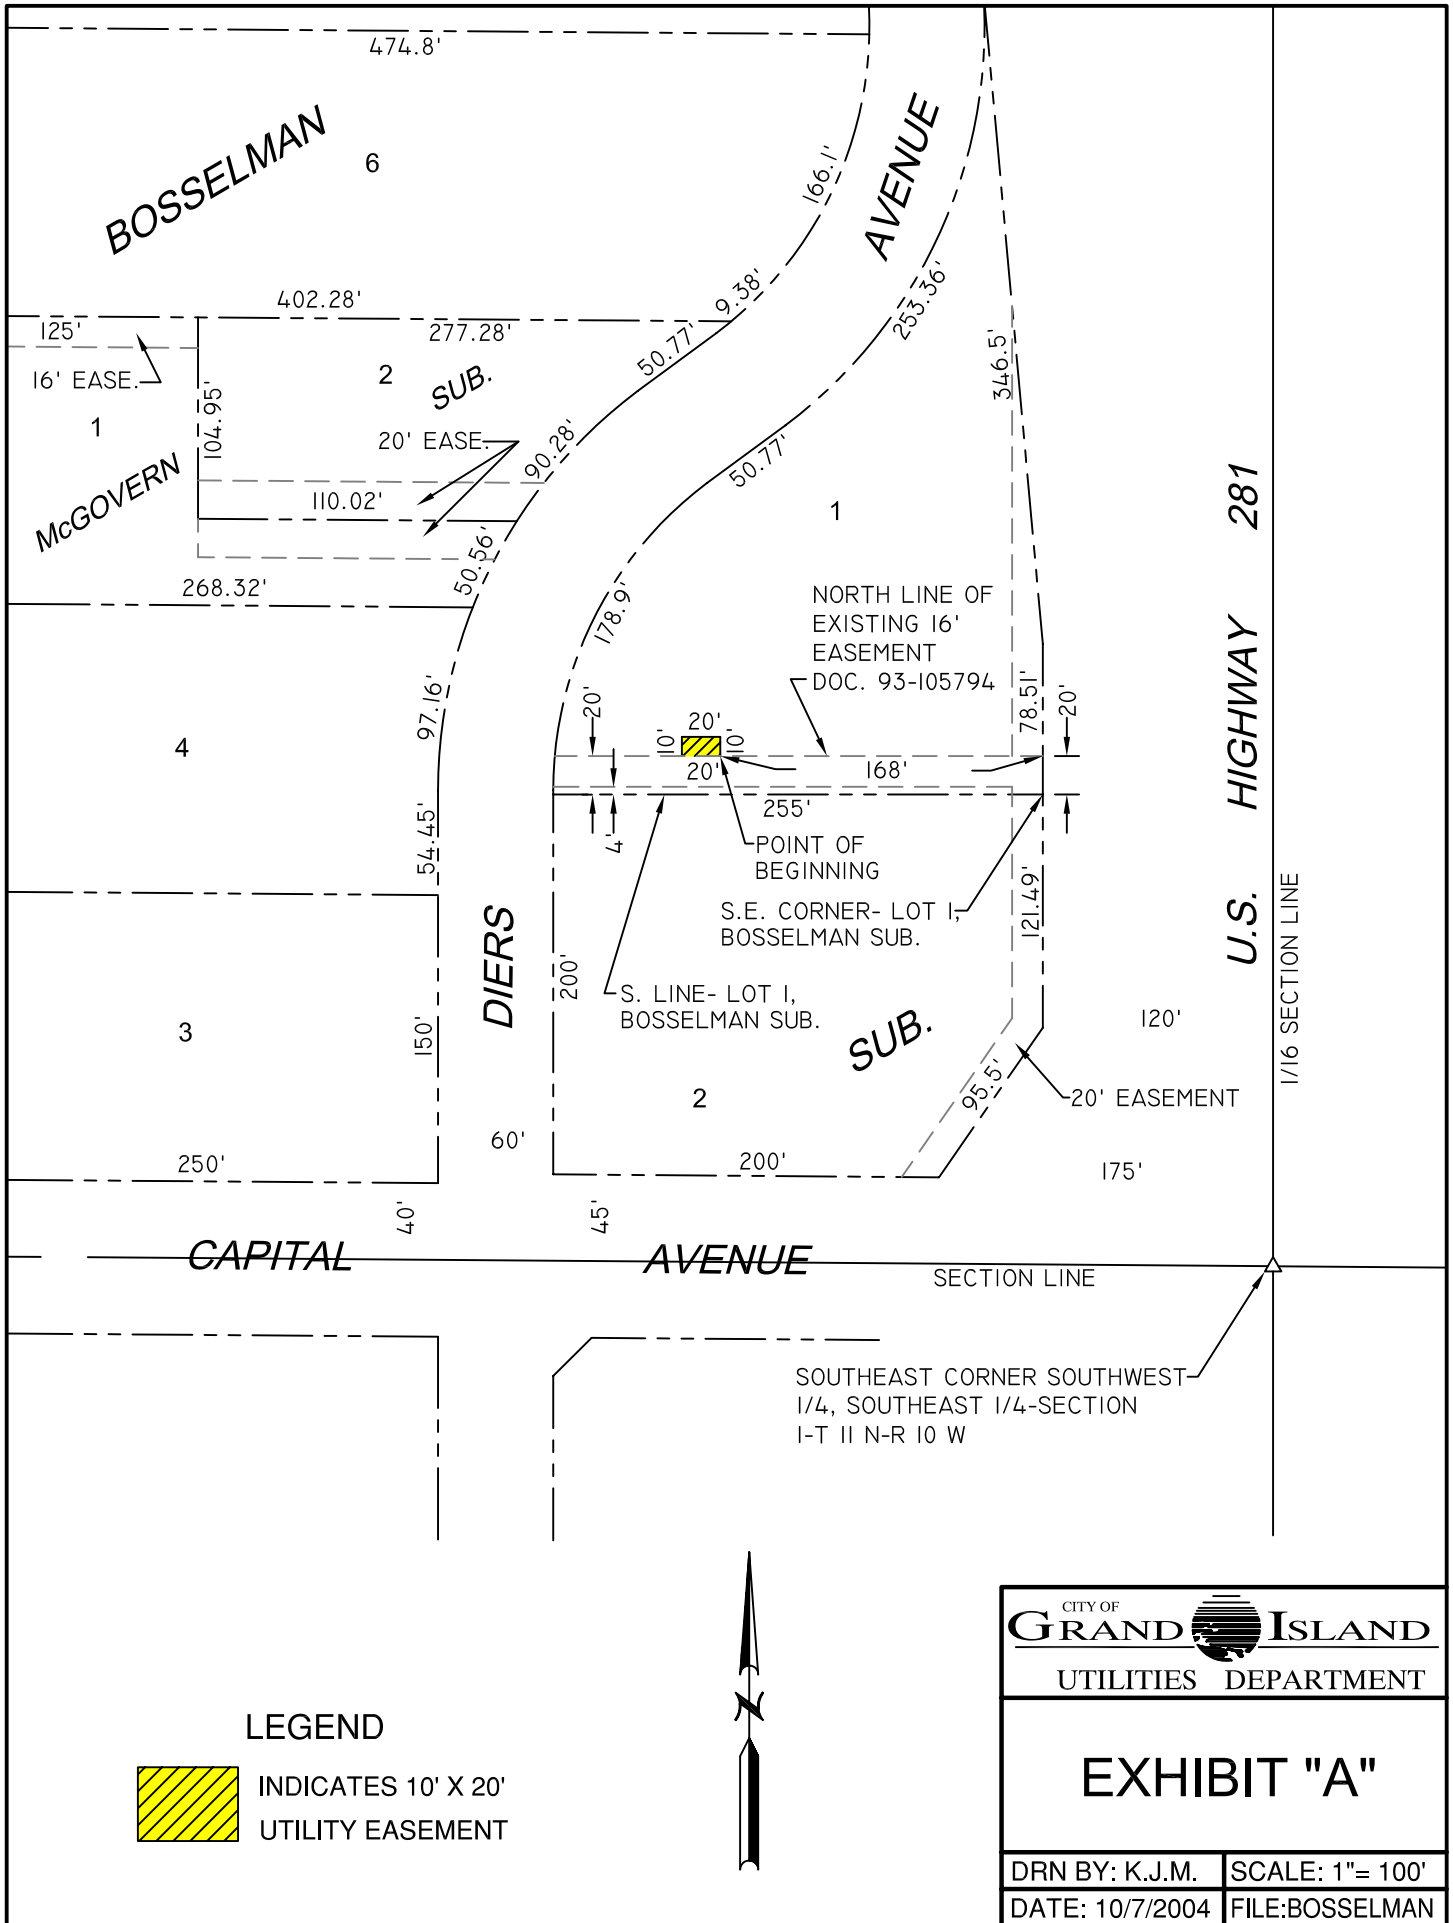 474.8'
BOSSELMAN
6
166.1'
AVENUE
9.38'
253.36'
402.28'
125'
277.28'
50.77'
346.5'
16' EASE.
2
SUB.
104.95'
1
20' EASE.
90.28'
50.77'
McGOVERN
110.02'
1
U.S. HIGHWAY 281
50.56'
268.32'
178.9'
NORTH LINE OF
EXISTING 16'
EASEMENT
DOC. 93-105794
97.16'
20'
20'
10'
10'
78.51'
20'
4
20'
168'
255'
54.45'
4'
POINT OF
BEGINNING
S.E. CORNER- LOT 1,
BOSSELMAN SUB.
121.49'
1/16 SECTION LINE
DIERS
200'
S. LINE- LOT 1,
BOSSELMAN SUB.
SUB.
120'
3
150'
95.5'
20' EASEMENT
2
60'
250'
200'
175'
40'
45'
CAPITAL AVENUE
SECTION LINE
SOUTHEAST CORNER SOUTHWEST
1/4, SOUTHEAST 1/4-SECTION
1-T 11 N-R 10 W
N
LEGEND
INDICATES 10' X 20'
UTILITY EASEMENT
CITY OF
GRAND ISLAND
UTILITIES DEPARTMENT
EXHIBIT "A"
DRN BY: K.J.M.
SCALE: 1"= 100'
DATE: 10/7/2004
FILE:BOSSELMAN